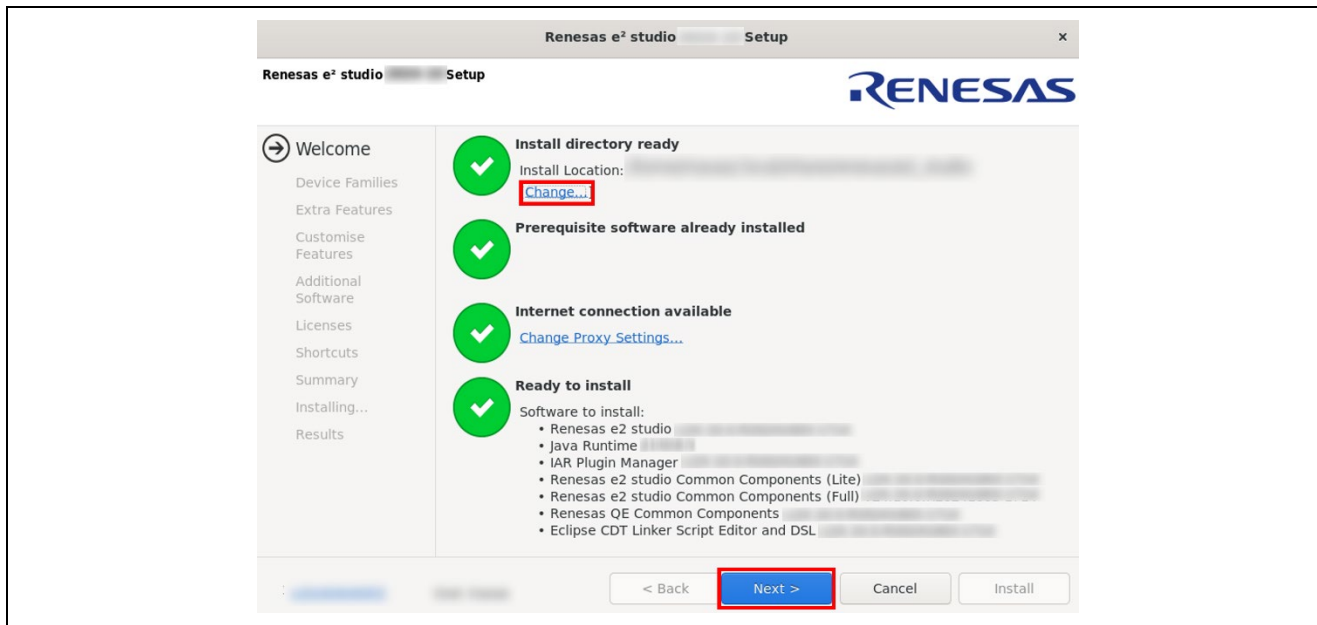 Renesas e² studio Setup
×
Renesas e² studio Setup
RENESAS
Welcome
Device Families
Extra Features
Customise
Features
Additional
Software
Licenses
Shortcuts
Summary
Installing...
Results
Install directory ready
Install Location:
Change...
Prerequisite software already installed
Internet connection available
Change Proxy Settings...
Ready to install
Software to install:
• Renesas e2 studio
• Java Runtime
• IAR Plugin Manager
• Renesas e2 studio Common Components (Lite)
• Renesas e2 studio Common Components (Full)
• Renesas QE Common Components
• Eclipse CDT Linker Script Editor and DSL
< Back
Next >
Cancel
Install